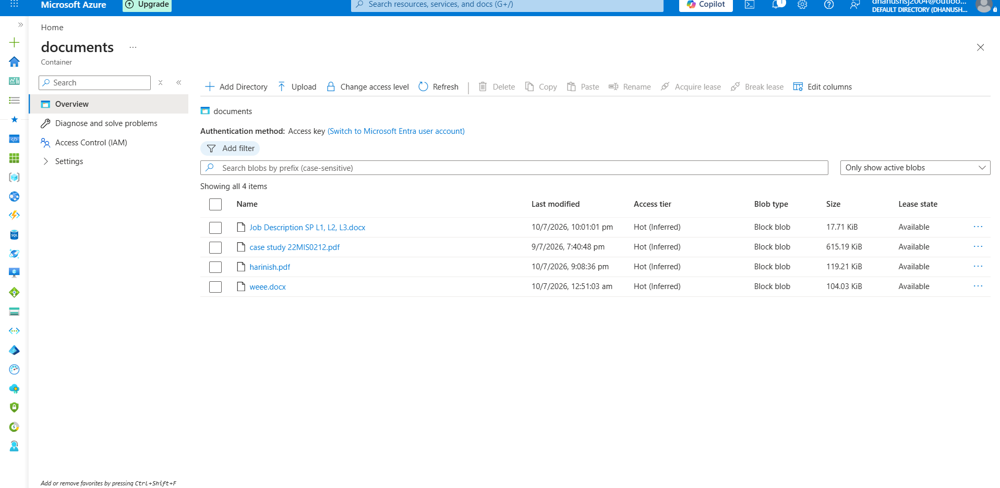 Microsoft Azure
Upgrade
Search resources, services, and docs (G+/)
Copilot
1
dhanushsj2004@outloo...
DEFAULT DIRECTORY (DHANUSH...
Home
documents
Container
Search
Add Directory
Upload
Change access level
Refresh
Delete
Copy
Paste
Rename
Acquire lease
Break lease
Edit columns
Overview
Diagnose and solve problems
Access Control (IAM)
Settings
documents
Authentication method: Access key (Switch to Microsoft Entra user account)
Add filter
Search blobs by prefix (case-sensitive)
Only show active blobs
Showing all 4 items
Name Last modified Access tier Blob type Size Lease state
Job Description SP L1, L2, L3.docx 10/7/2026, 10:01:01 pm Hot (Inferred) Block blob 17.71 KiB Available
case study 22MIS0212.pdf 9/7/2026, 7:40:48 pm Hot (Inferred) Block blob 615.19 KiB Available
harinish.pdf 10/7/2026, 9:08:36 pm Hot (Inferred) Block blob 119.21 KiB Available
weee.docx 10/7/2026, 12:51:03 am Hot (Inferred) Block blob 104.03 KiB Available
Add or remove favorites by pressing Ctrl+Shift+F